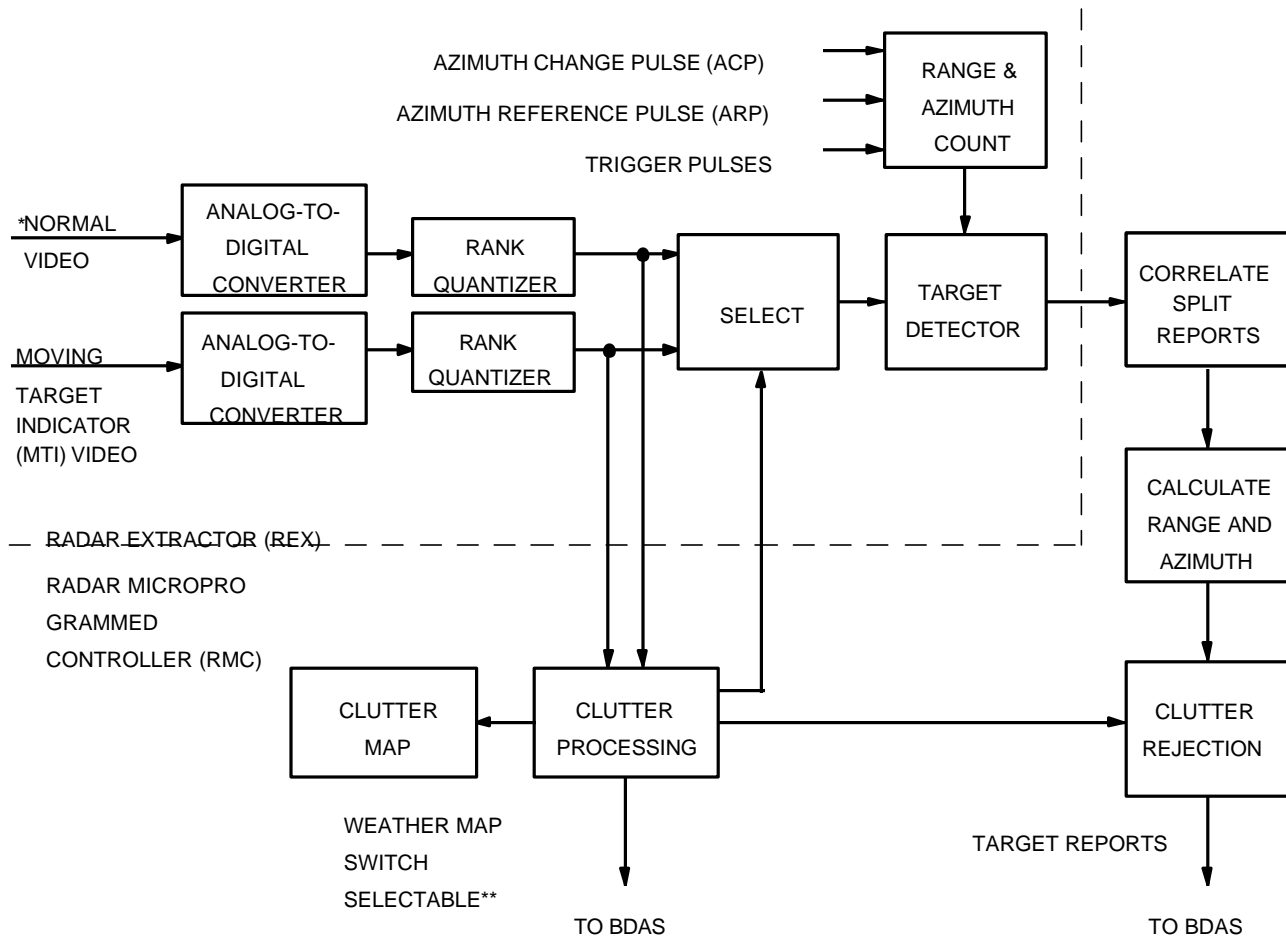 AZIMUTH CHANGE PULSE (ACP)
AZIMUTH REFERENCE PULSE (ARP)
TRIGGER PULSES
RANGE &
AZIMUTH
COUNT
*NORMAL
VIDEO
ANALOG-TO-
DIGITAL
CONVERTER
RANK
QUANTIZER
MOVING
TARGET
INDICATOR
(MTI) VIDEO
ANALOG-TO-
DIGITAL
CONVERTER
RANK
QUANTIZER
SELECT
TARGET
DETECTOR
CORRELATE
SPLIT
REPORTS
CALCULATE
RANGE AND
AZIMUTH
RADAR EXTRACTOR (REX)
RADAR MICROPRO
GRAMMED
CONTROLLER (RMC)
CLUTTER
MAP
CLUTTER
PROCESSING
CLUTTER
REJECTION
WEATHER MAP
SWITCH
SELECTABLE**
TO BDAS
TARGET REPORTS
TO BDAS